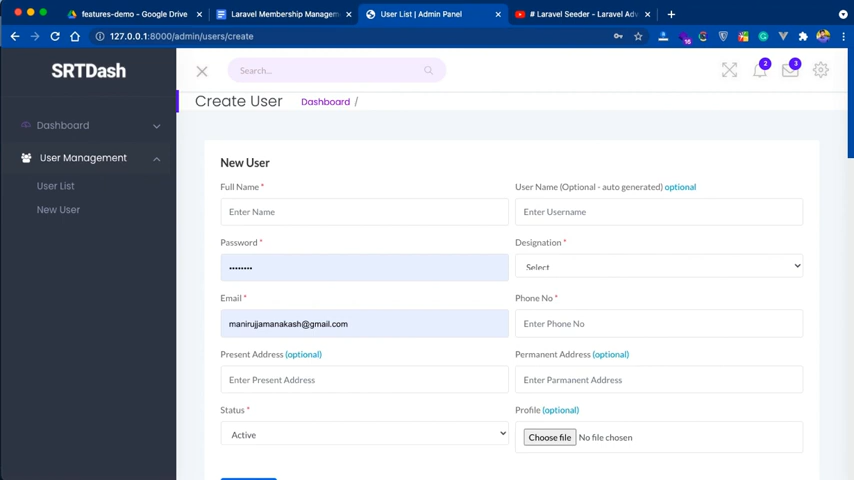 features-demo - Google Drive
Laravel Membership Managem
User List | Admin Panel
# Laravel Seeder - Laravel Adv
127.0.0.1:8000/admin/users/create
16
SRTDash
Search...
2
3
Create User
Dashboard /
Dashboard
User Management
User List
New User
New User
Full Name *
User Name (Optional - auto generated) optional
Enter Name
Enter Username
Password *
Designation *
••••••••
Select
Email *
Phone No *
manirujjamanakash@gmail.com
Enter Phone No
Present Address (optional)
Permanent Address (optional)
Enter Present Address
Enter Parmanent Address
Status *
Profile (optional)
Active
Choose file No file chosen